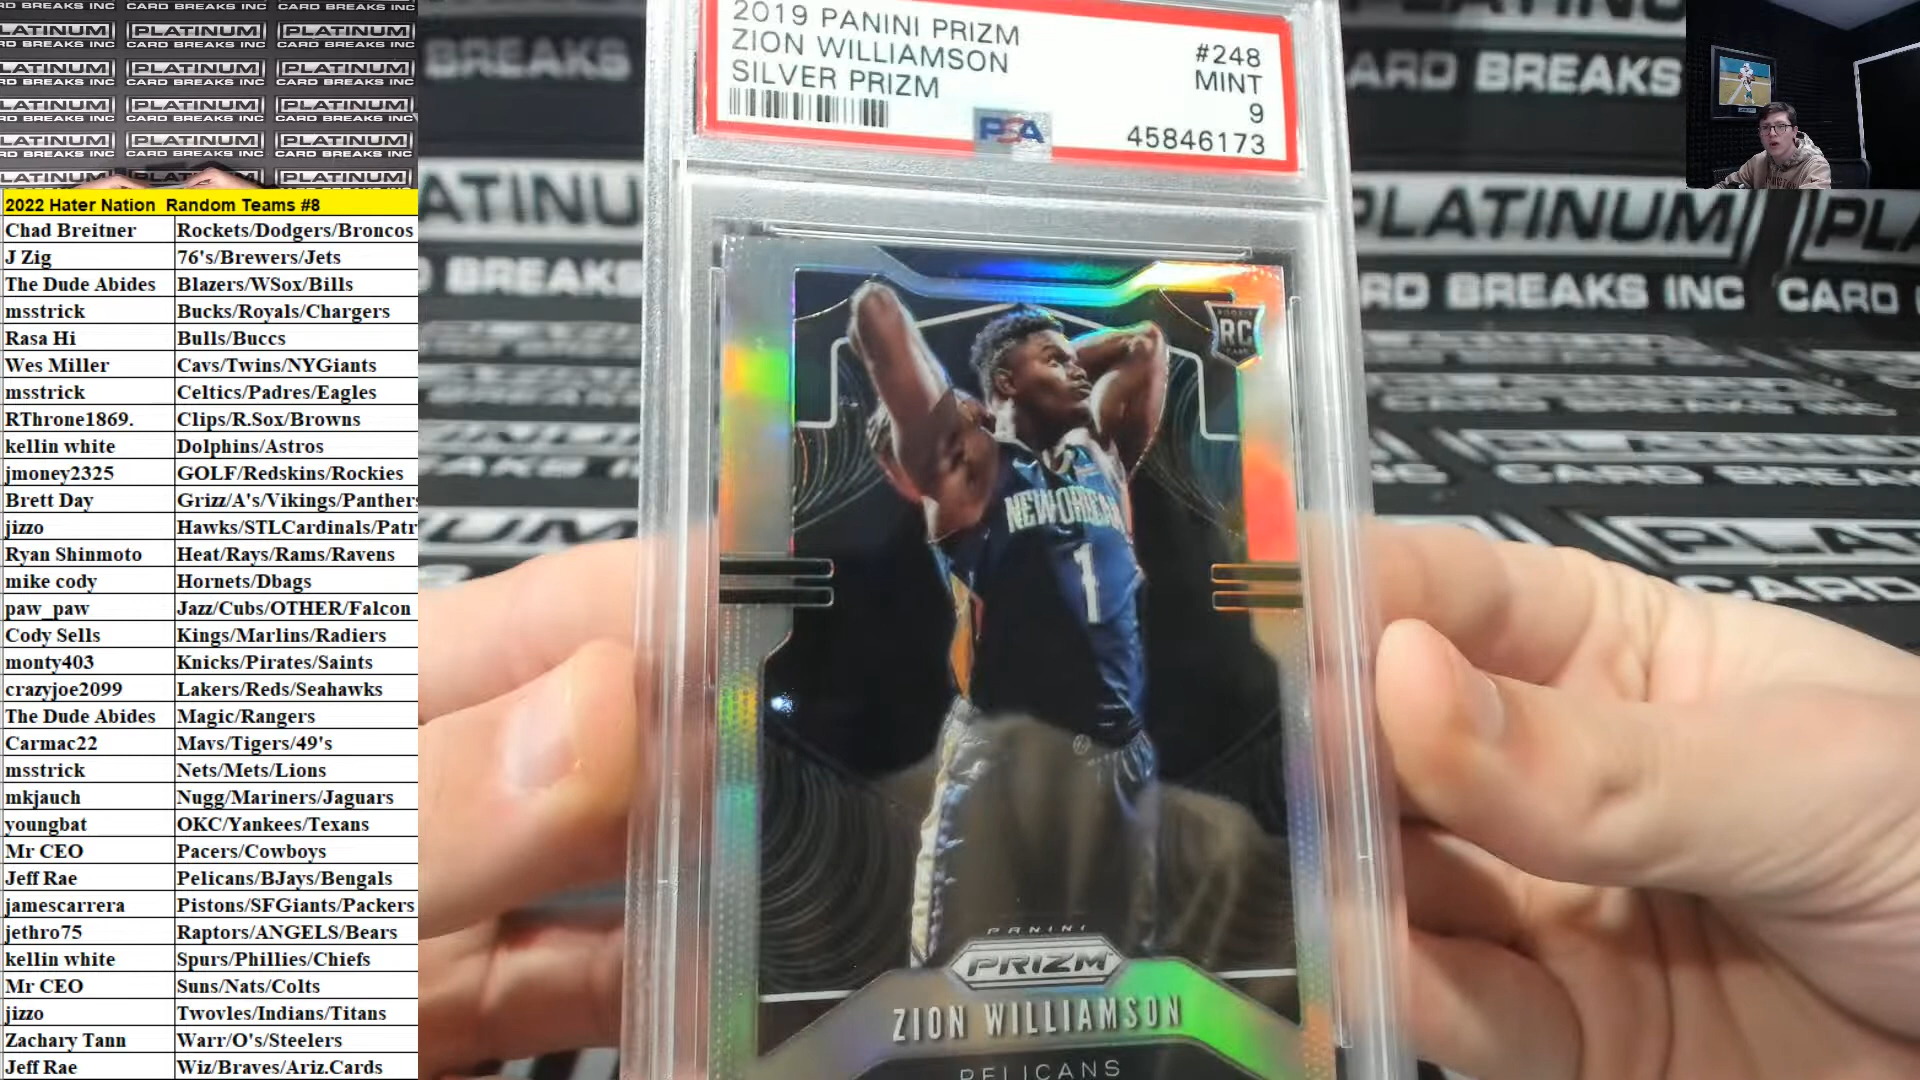 2019 PANINI PRIZM
ZION WILLIAMSON
SILVER PRIZM
#248
MINT
9
45846173
PSA
ROOKIE
RC
CARD
NEW ORLEANS
1
PANINI
PRIZM
ZION WILLIAMSON
PELICANS
PLATINUM
CARD BREAKS INC
2022 Hater Nation Random Teams #8
Chad Breitner Rockets/Dodgers/Broncos
J Zig 76's/Brewers/Jets
The Dude Abides Blazers/WSox/Bills
msstrick Bucks/Royals/Chargers
Rasa Hi Bulls/Buccs
Wes Miller Cavs/Twins/NYGiants
msstrick Celtics/Padres/Eagles
RThrone1869. Clips/R.Sox/Browns
kellin white Dolphins/Astros
jmoney2325 GOLF/Redskins/Rockies
Brett Day Grizz/A's/Vikings/Panthers
jizzo Hawks/STLCardinals/Patr
Ryan Shinmoto Heat/Rays/Rams/Ravens
mike cody Hornets/Dbags
paw_paw Jazz/Cubs/OTHER/Falcon
Cody Sells Kings/Marlins/Radiers
monty403 Knicks/Pirates/Saints
crazyjoe2099 Lakers/Reds/Seahawks
The Dude Abides Magic/Rangers
Carmac22 Mavs/Tigers/49's
msstrick Nets/Mets/Lions
mkjauch Nugg/Mariners/Jaguars
youngbat OKC/Yankees/Texans
Mr CEO Pacers/Cowboys
Jeff Rae Pelicans/BJays/Bengals
jamescarrera Pistons/SFGiants/Packers
jethro75 Raptors/ANGELS/Bears
kellin white Spurs/Phillies/Chiefs
Mr CEO Suns/Nats/Colts
jizzo Twovles/Indians/Titans
Zachary Tann Warr/O's/Steelers
Jeff Rae Wiz/Braves/Ariz.Cards